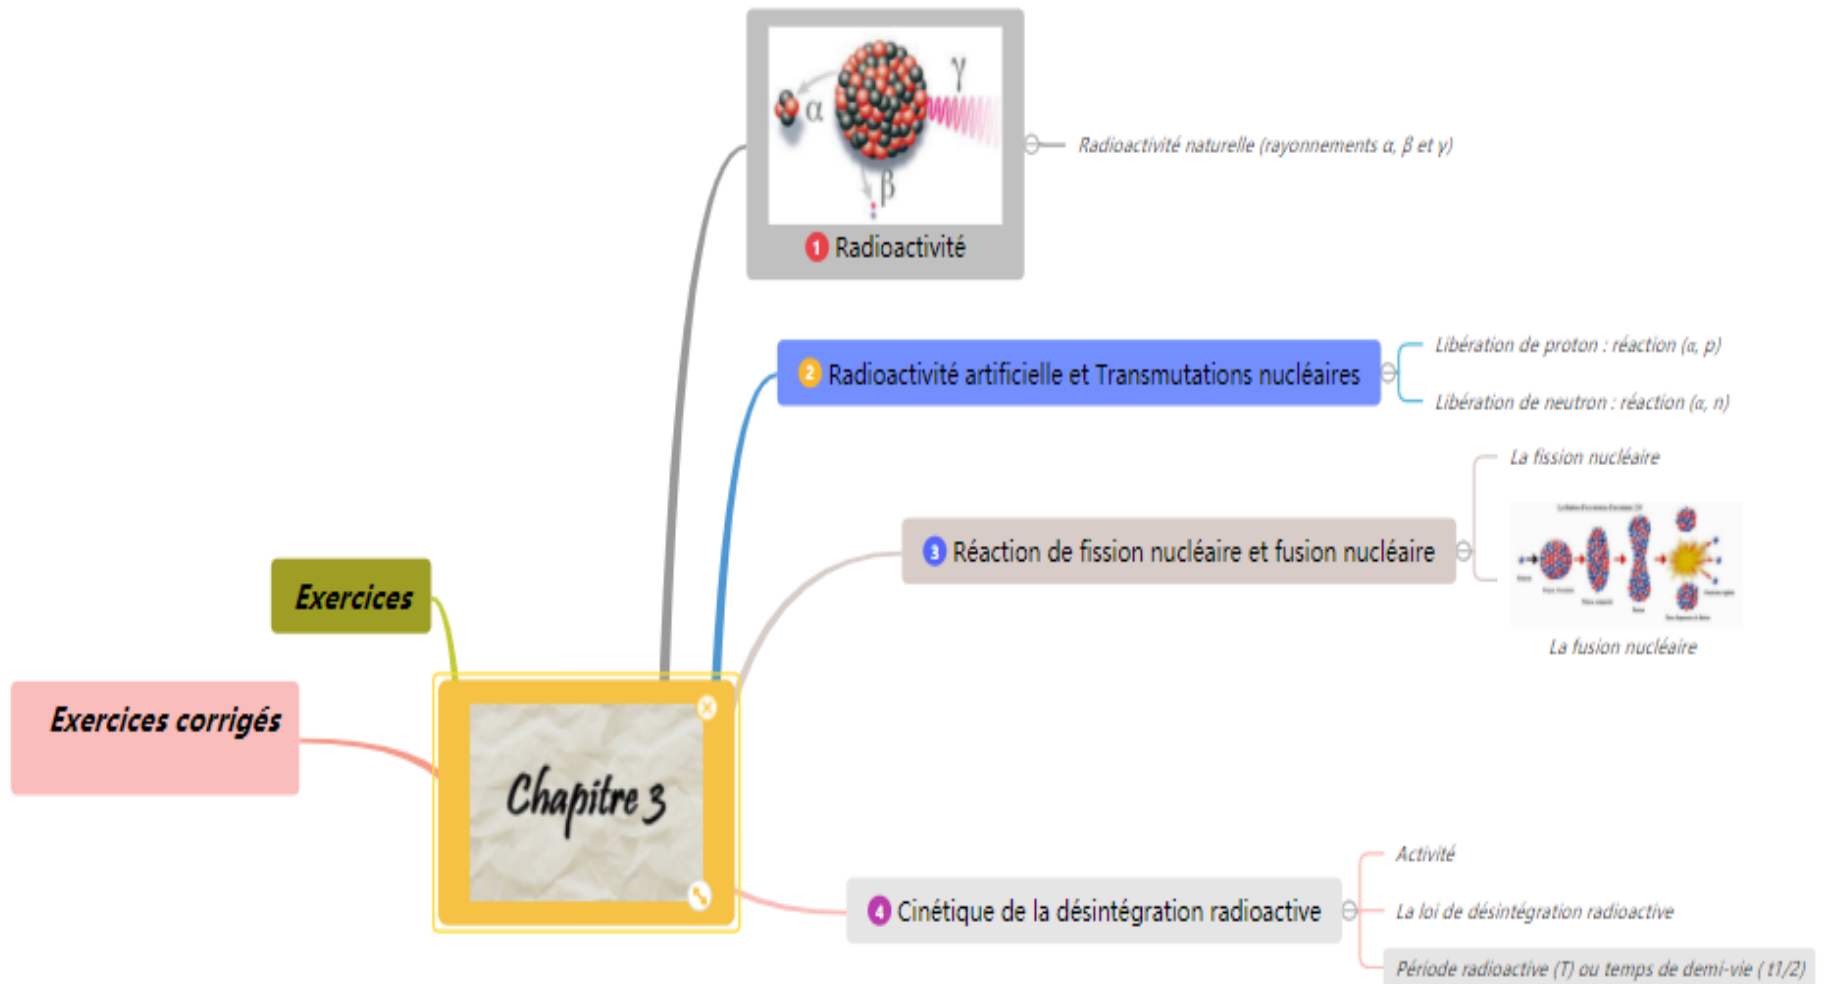 α
γ
β
1 Radioactivité
Radioactivité naturelle (rayonnements α, β et γ)
2 Radioactivité artificielle et Transmutations nucléaires
Libération de proton : réaction (α, p)
Libération de neutron : réaction (α, n)
3 Réaction de fission nucléaire et fusion nucléaire
La fission nucléaire
La fusion nucléaire
Exercices
Exercices corrigés
Chapitre 3
4 Cinétique de la désintégration radioactive
Activité
La loi de désintégration radioactive
Période radioactive (T) ou temps de demi-vie ( t1/2)